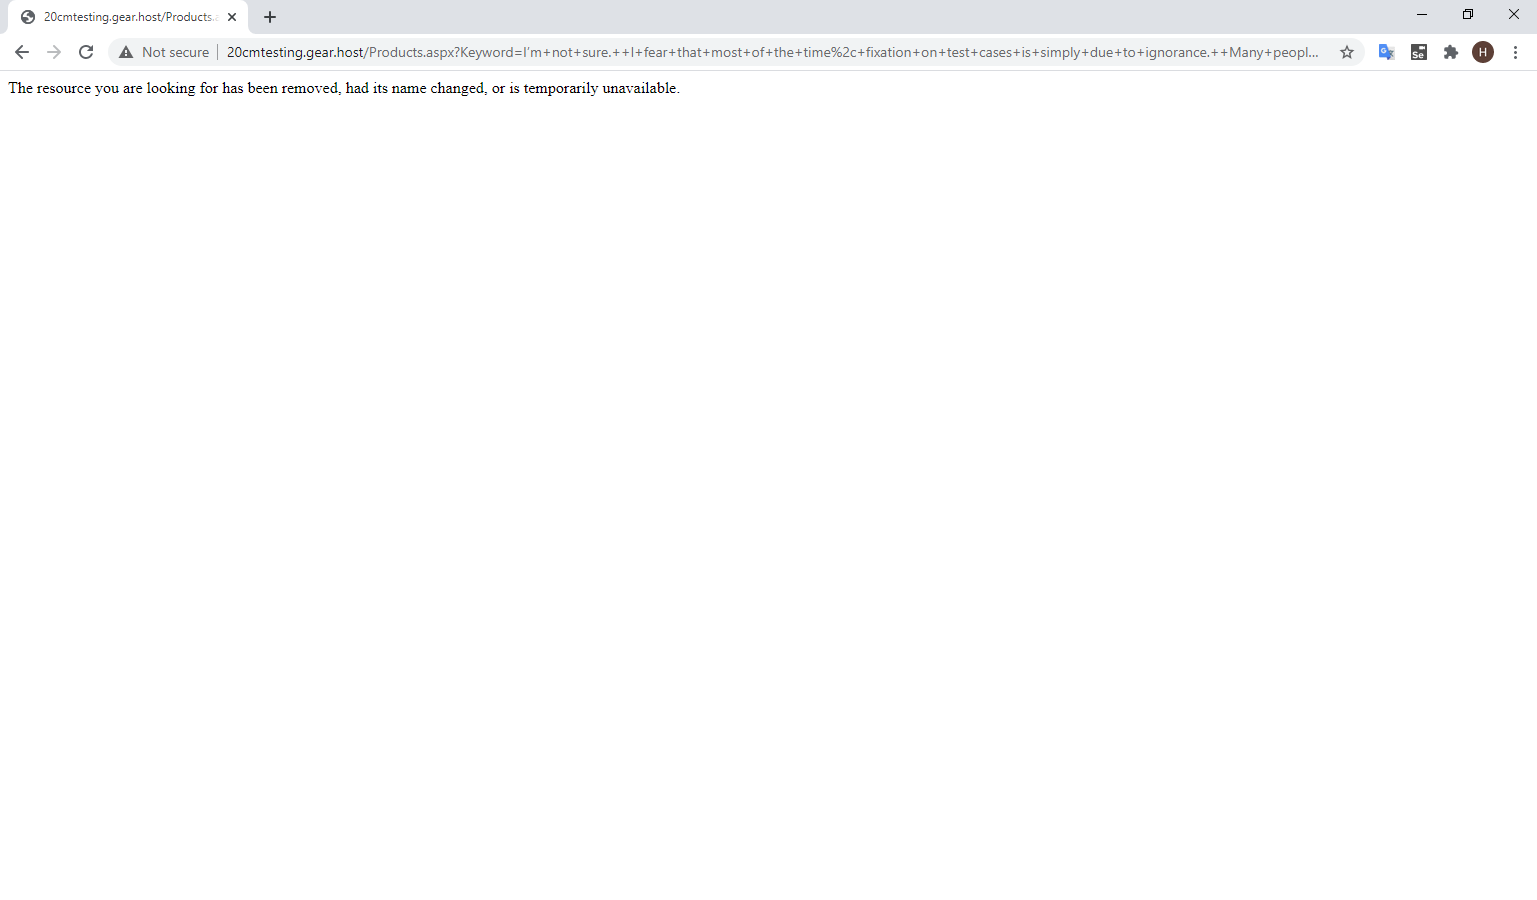 20cmtesting.gear.host/Products.
Not secure
20cmtesting.gear.host/Products.aspx?Keyword=I'm+not+sure.++I+fear+that+most+of+the+time%2c+fixation+on+test+cases+is+simply+due+to+ignorance.++Many+peopl...
Se
H
The resource you are looking for has been removed, had its name changed, or is temporarily unavailable.